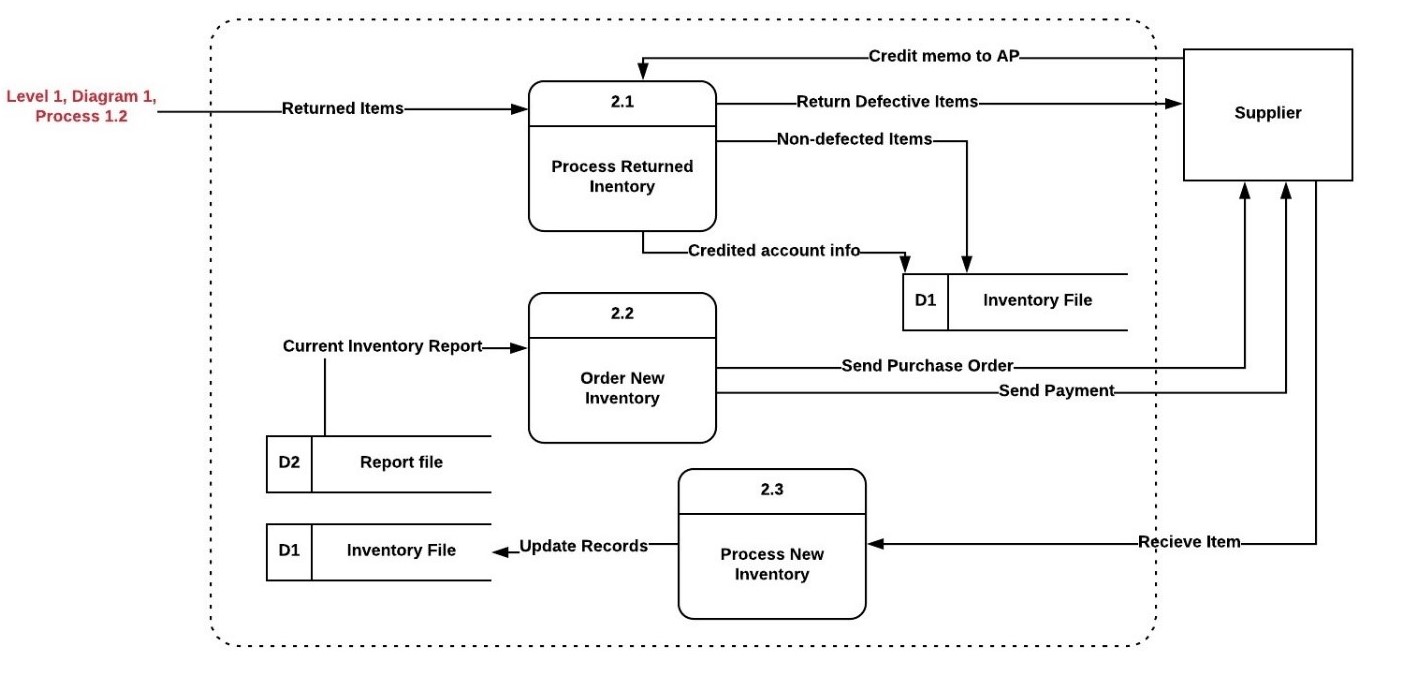 Credit memo to AP
Level 1, Diagram 1,
Process 1.2
Returned Items
2.1
Return Defective Items
Supplier
Non-defected Items
Process Returned
Inentory
Credited account info
D1
Inventory File
2.2
Current Inventory Report
Order New
Inventory
Send Purchase Order
Send Payment
D2
Report file
2.3
D1
Inventory File
Update Records
Process New
Inventory
Recieve Item